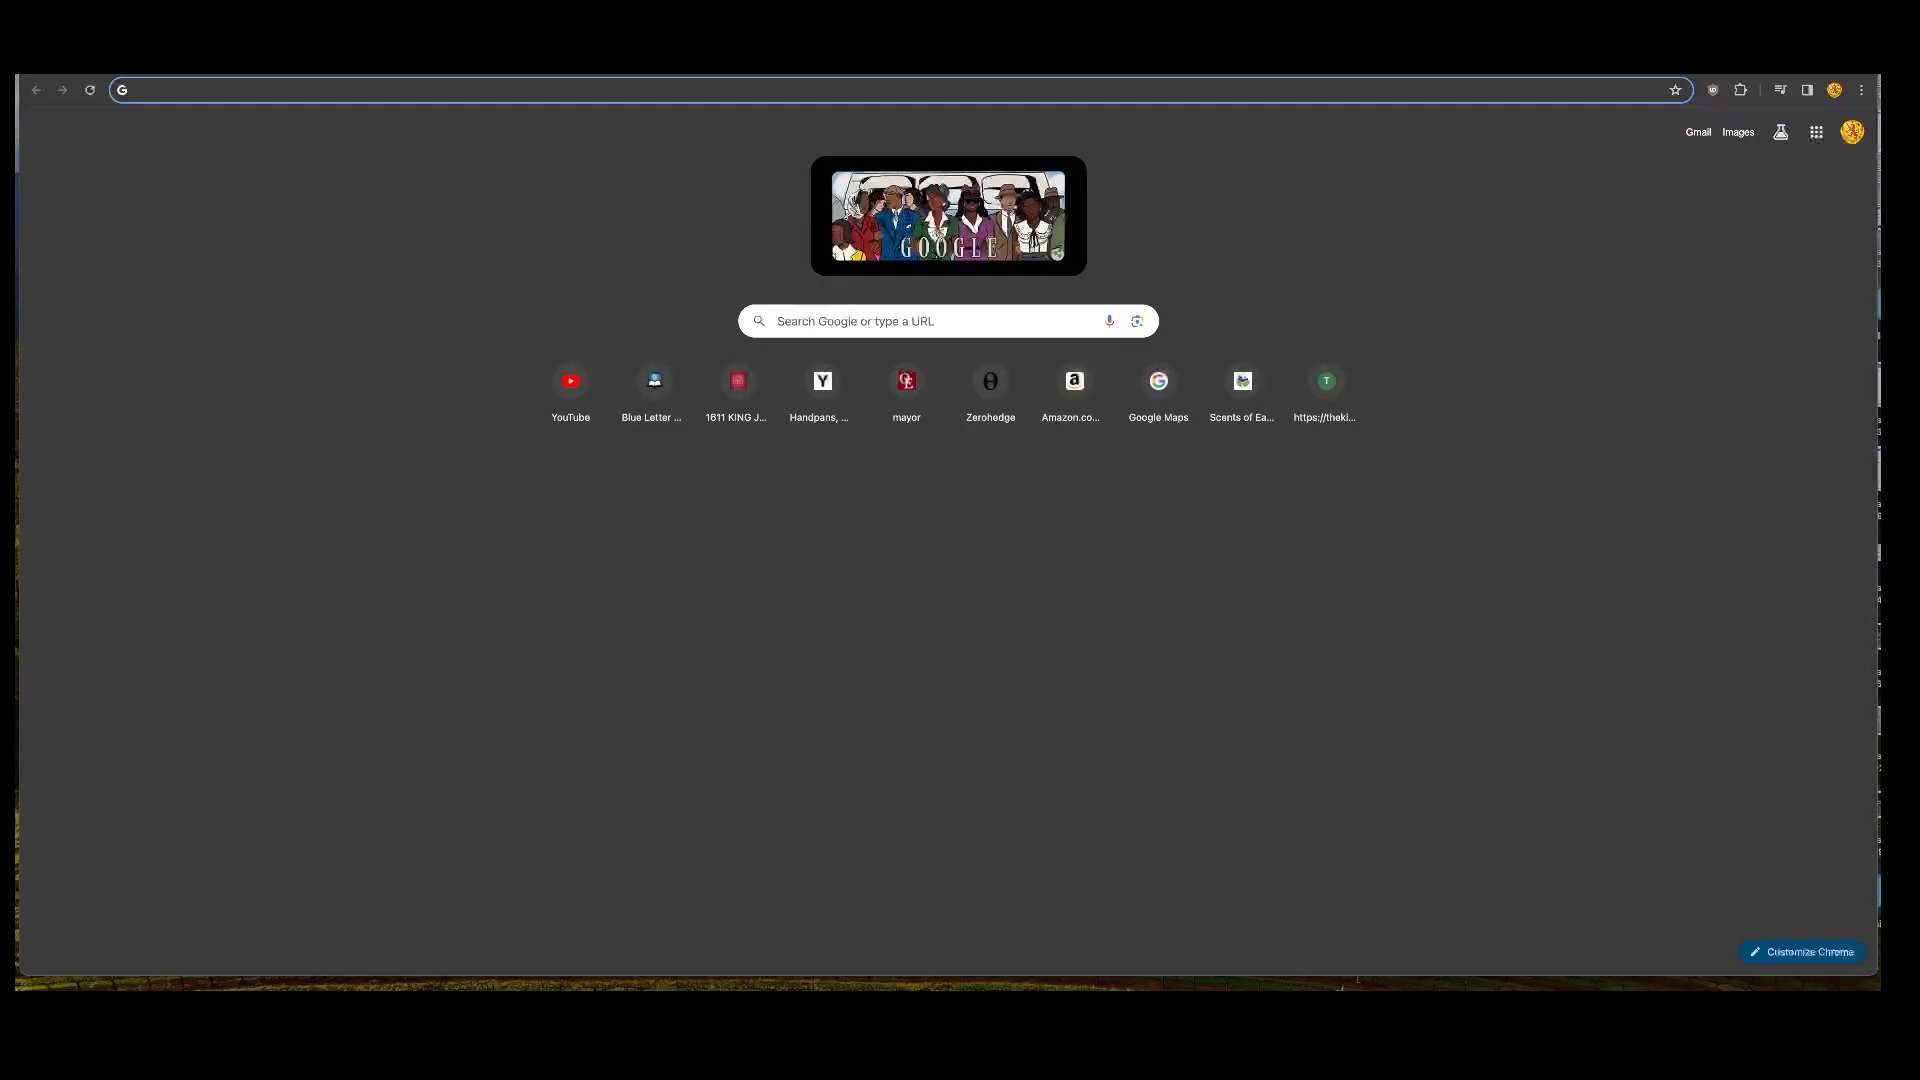 Gmail Images
GOOGLE
Search Google or type a URL
YouTube
Blue Letter ...
1611 KING J...
Handpans, ...
mayor
Zerohedge
Amazon.co...
Google Maps
Scents of Ea...
https://theki...
Customize Chrome